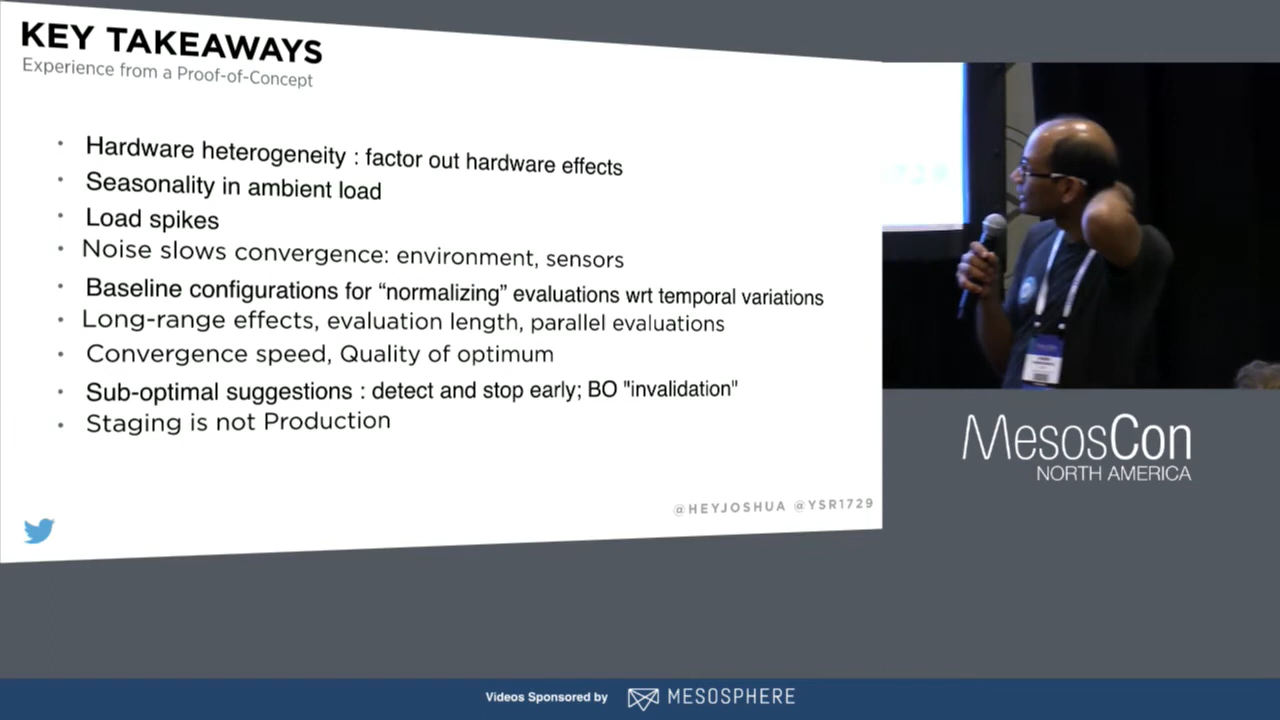 KEY TAKEAWAYS
Experience from a Proof-of-Concept
• Hardware heterogeneity : factor out hardware effects
• Seasonality in ambient load
• Load spikes
• Noise slows convergence: environment, sensors
• Baseline configurations for “normalizing” evaluations wrt temporal variations
• Long-range effects, evaluation length, parallel evaluations
• Convergence speed, Quality of optimum
• Sub-optimal suggestions : detect and stop early; BO "invalidation"
• Staging is not Production
@HEYJOSHUA @YSR1729
MesosCon
NORTH AMERICA
Videos Sponsored by MESOSPHERE